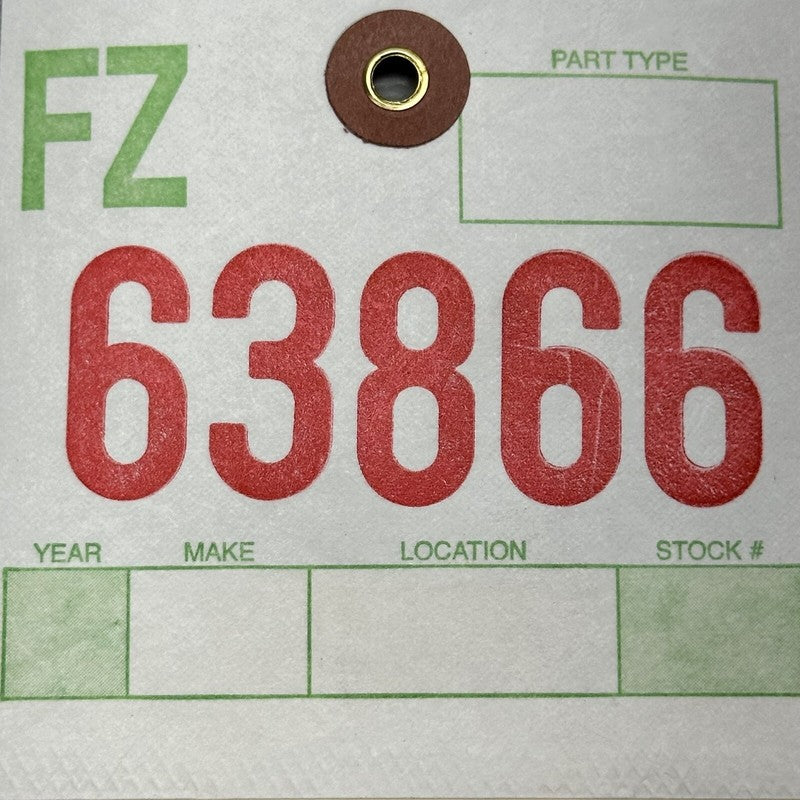 FZ
PART TYPE
63866
YEAR MAKE LOCATION STOCK #